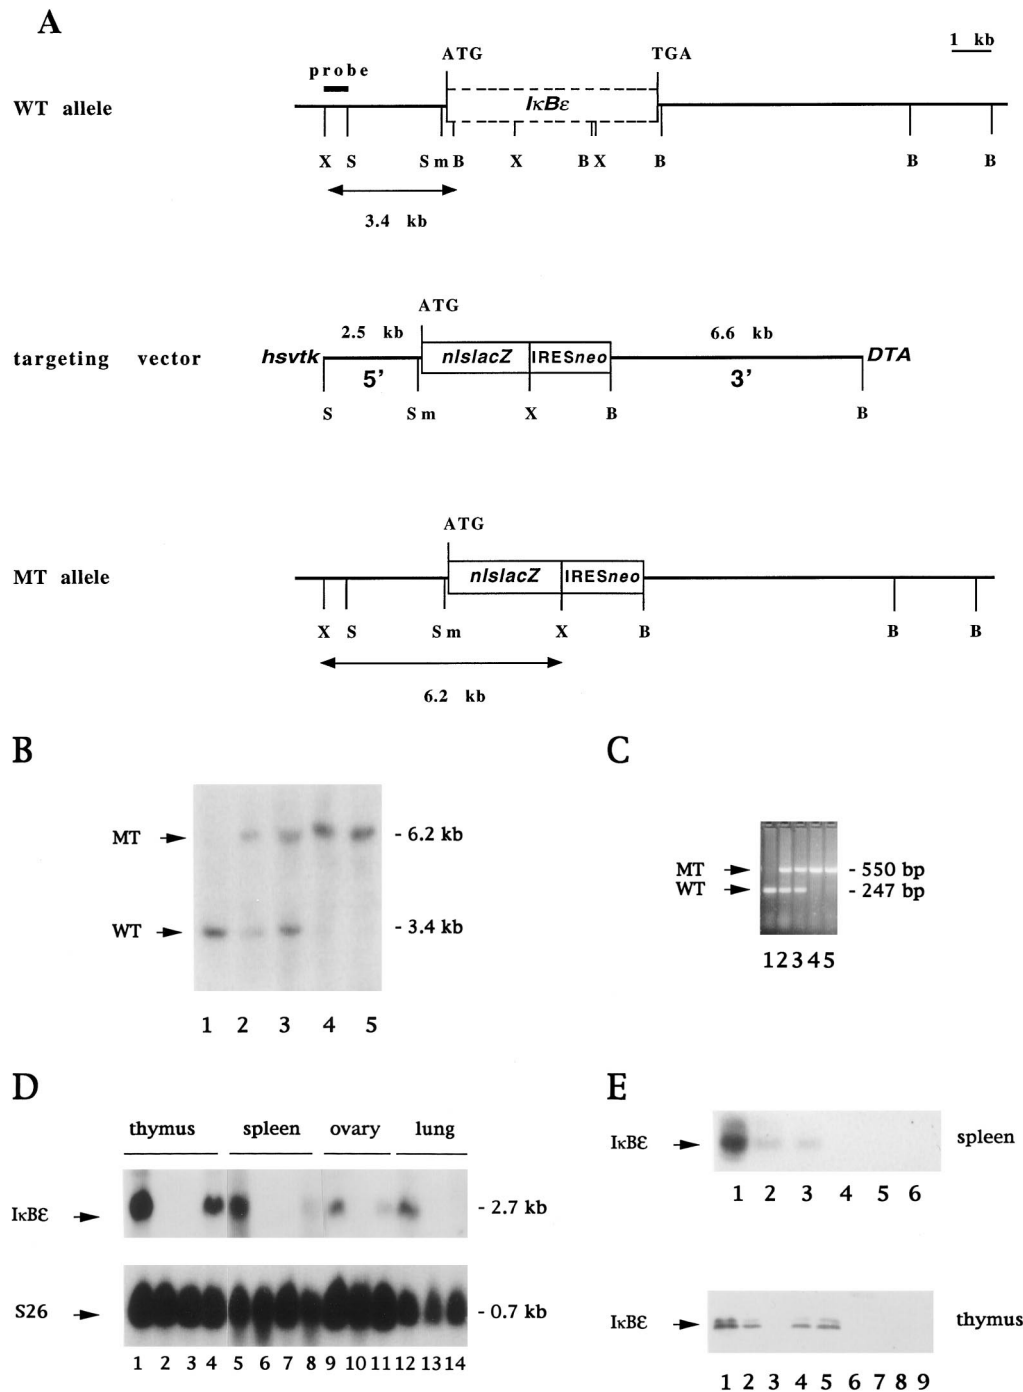 A
1 kb
ATG TGA
probe
WT allele IκBε
X S Sm B X B X B B B
3.4 kb
ATG
2.5 kb 6.6 kb
targeting vector hsvtk nlslacZ IRESneo DTA
5' 3'
S Sm X B B
ATG
MT allele nlslacZ IRESneo
X S Sm X B B B
6.2 kb
B
MT - 6.2 kb
WT - 3.4 kb
1 2 3 4 5
C
MT - 550 bp
WT - 247 bp
1 2 3 4 5
D
thymus spleen ovary lung
IκBε - 2.7 kb
S26 - 0.7 kb
1 2 3 4 5 6 7 8 9 10 11 12 13 14
E
IκBε spleen
1 2 3 4 5 6
IκBε thymus
1 2 3 4 5 6 7 8 9